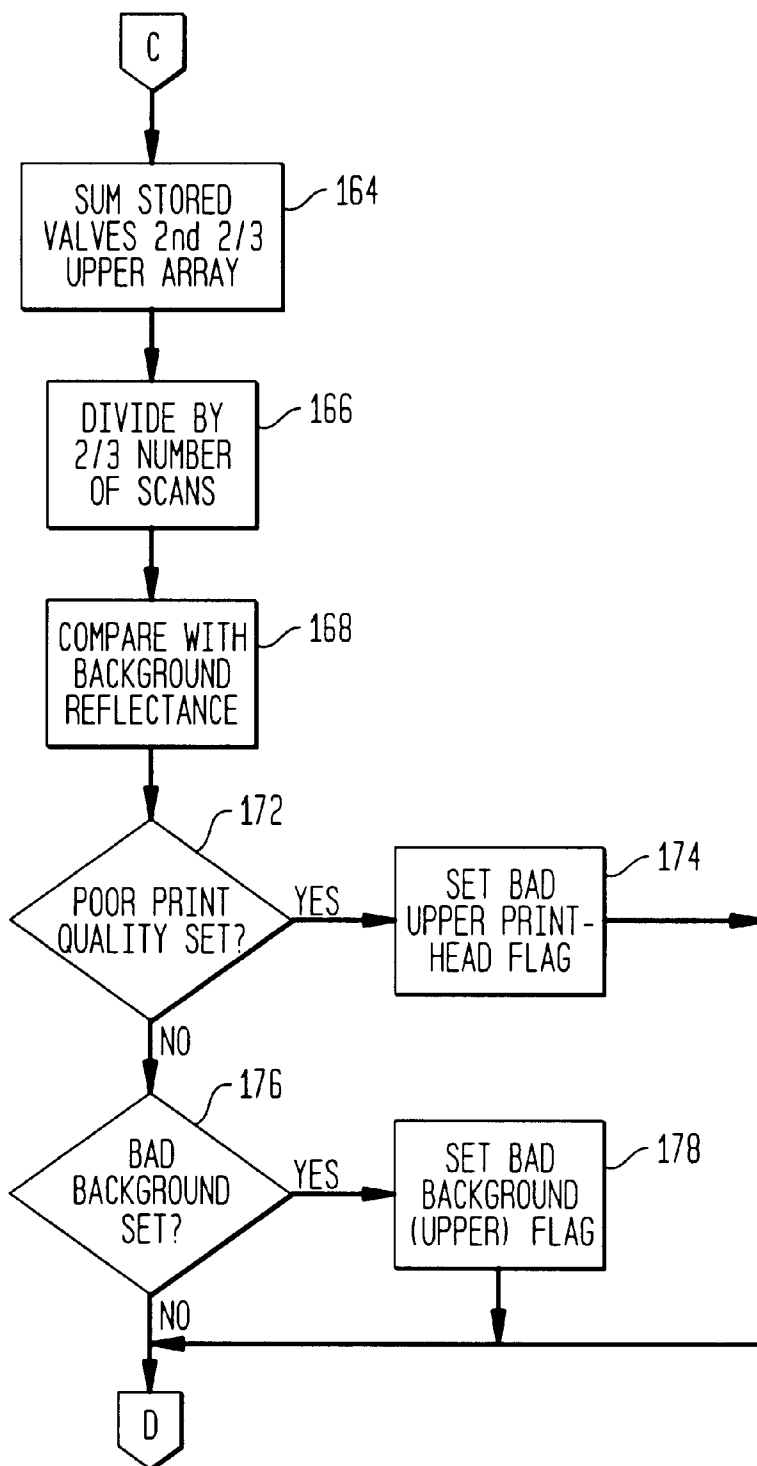 C
SUM STORED
VALVES 2nd 2/3
UPPER ARRAY
164
DIVIDE BY
2/3 NUMBER
OF SCANS
166
COMPARE WITH
BACKGROUND
REFLECTANCE
168
172
POOR PRINT
QUALITY SET?
YES
SET BAD
UPPER PRINT-
HEAD FLAG
174
NO
176
BAD
BACKGROUND
SET?
YES
SET BAD
BACKGROUND
(UPPER) FLAG
178
NO
D